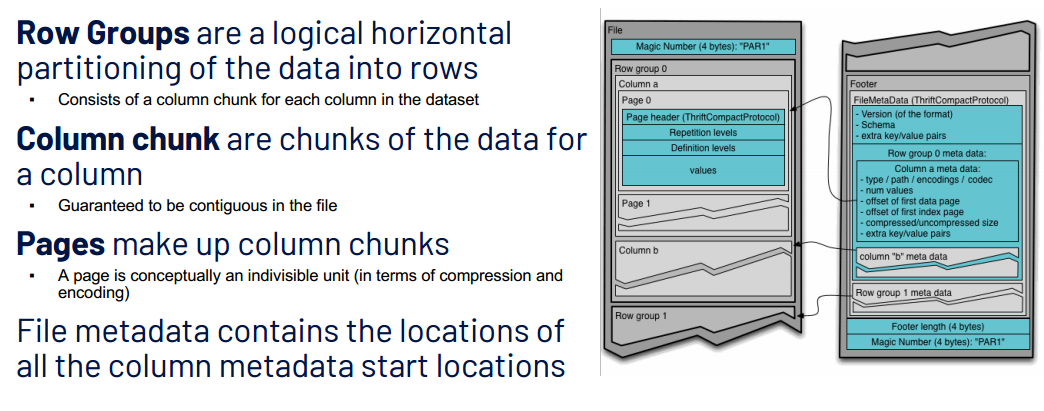 Row Groups are a logical horizontal
partitioning of the data into rows
▪ Consists of a column chunk for each column in the dataset
Column chunk are chunks of the data for
a column
▪ Guaranteed to be contiguous in the file
Pages make up column chunks
▪ A page is conceptually an indivisible unit (in terms of compression and
encoding)
File metadata contains the locations of
all the column metadata start locations
File
Magic Number (4 bytes): "PAR1"
Row group 0
Column a
Page 0
Page header (ThriftCompactProtocol)
Repetition levels
Definition levels
values
Page 1
Column b
Row group 1
Footer
FileMetaData (ThriftCompactProtocol)
- Version (of the format)
- Schema
- extra key/value pairs
Row group 0 meta data:
Column a meta data:
- type / path / encodings / codec
- num values
- offset of first data page
- offset of first index page
- compressed/uncompressed size
- extra key/value pairs
column "b" meta data
Row group 1 meta data
Footer length (4 bytes)
Magic Number (4 bytes): "PAR1"